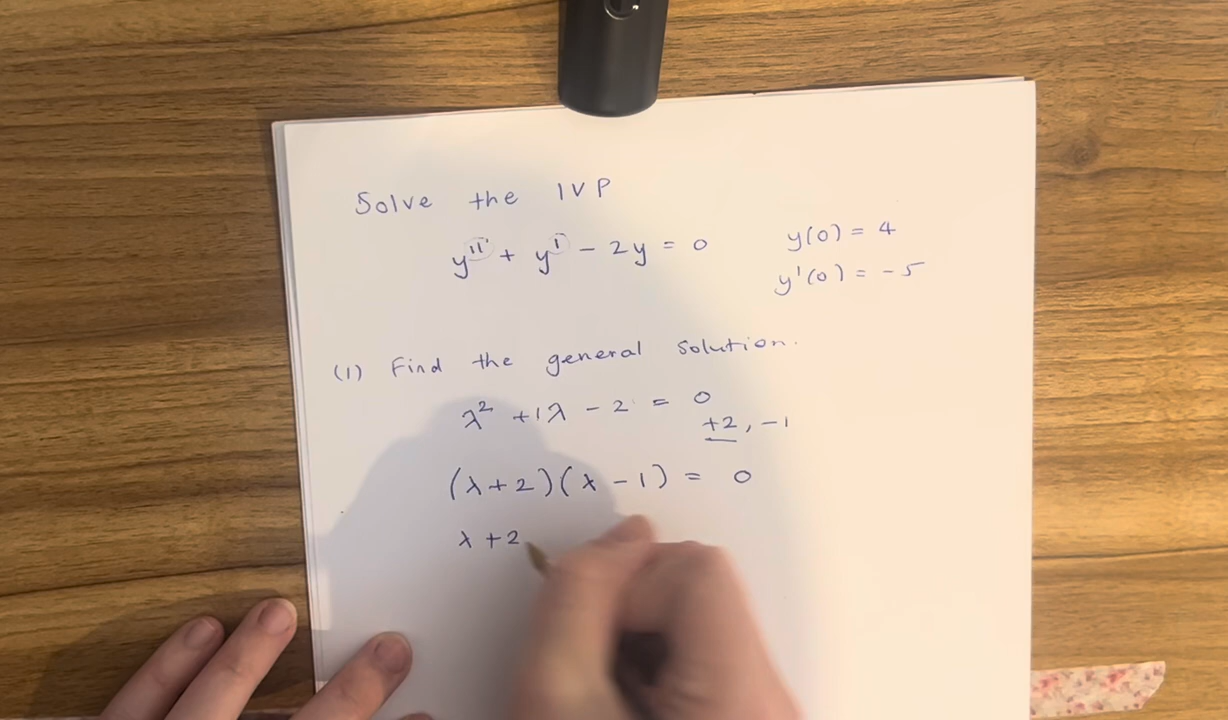 Solve the IVP
y'' + y' - 2y = 0
y(0) = 4
y'(0) = -5
(1) Find the general solution.
λ² +1λ - 2 = 0
+2, -1
(λ+2)(λ-1) = 0
λ +2